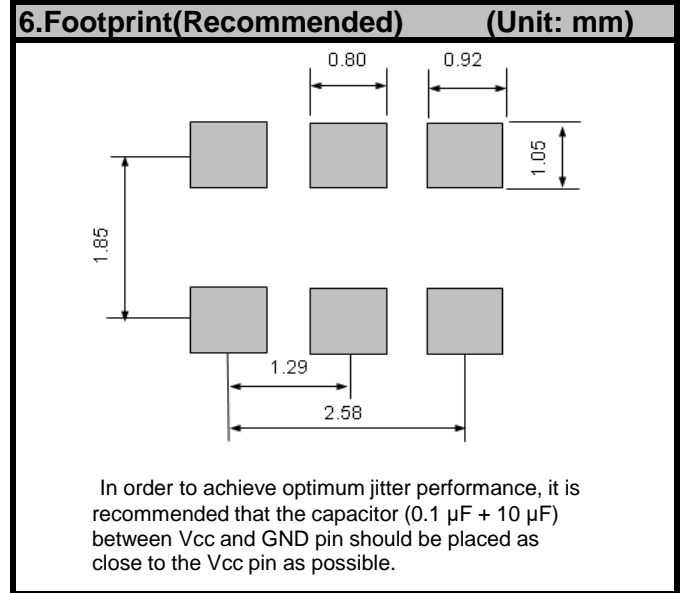 6.Footprint(Recommended) (Unit: mm)
0.80 0.92
1.05
1.85
1.29
2.58
In order to achieve optimum jitter performance, it is
recommended that the capacitor (0.1 µF + 10 µF)
between Vcc and GND pin should be placed as
close to the Vcc pin as possible.